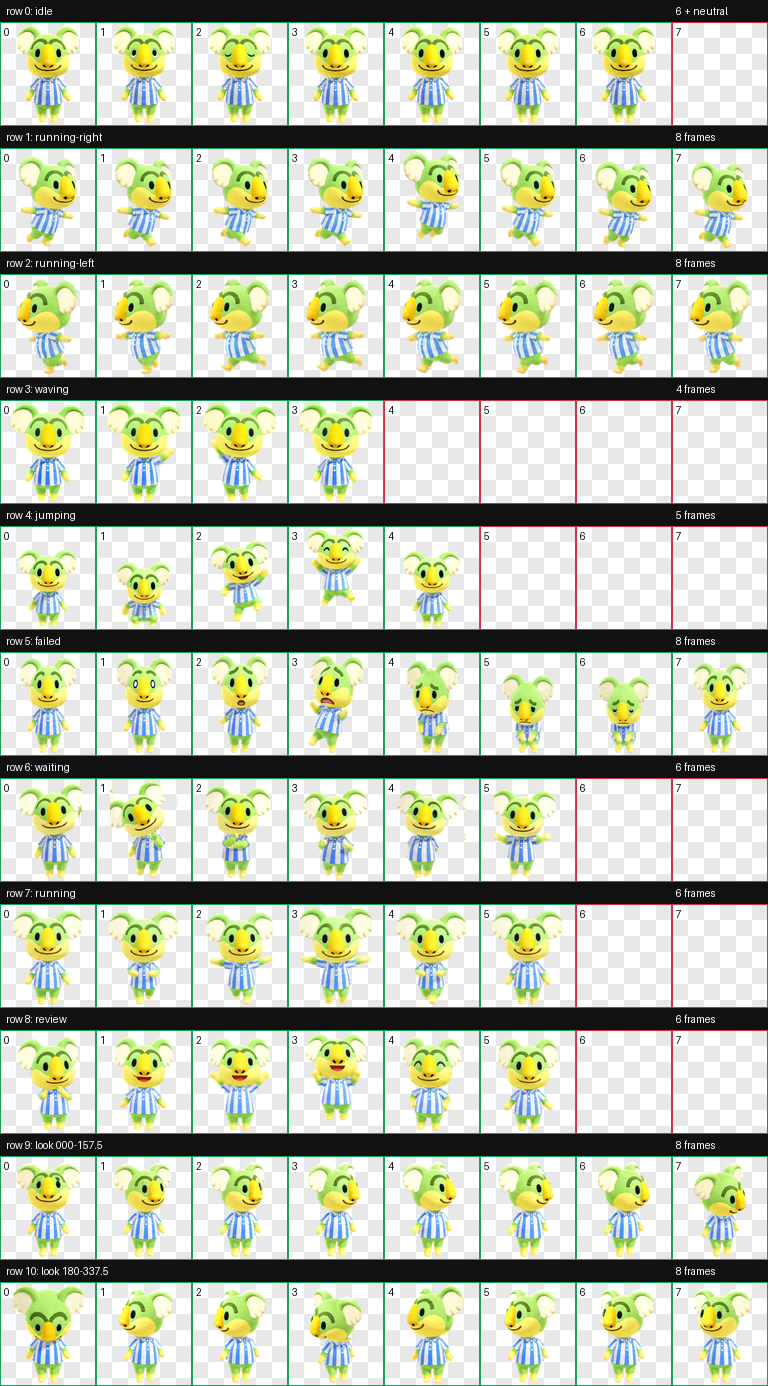 row 0: idle 6 + neutral
0 1 2 3 4 5 6 7
row 1: running-right 8 frames
0 1 2 3 4 5 6 7
row 2: running-left 8 frames
0 1 2 3 4 5 6 7
row 3: waving 4 frames
0 1 2 3 4 5 6 7
row 4: jumping 5 frames
0 1 2 3 4 5 6 7
row 5: failed 8 frames
0 1 2 3 4 5 6 7
row 6: waiting 6 frames
0 1 2 3 4 5 6 7
row 7: running 6 frames
0 1 2 3 4 5 6 7
row 8: review 6 frames
0 1 2 3 4 5 6 7
row 9: look 000-157.5 8 frames
0 1 2 3 4 5 6 7
row 10: look 180-337.5 8 frames
0 1 2 3 4 5 6 7